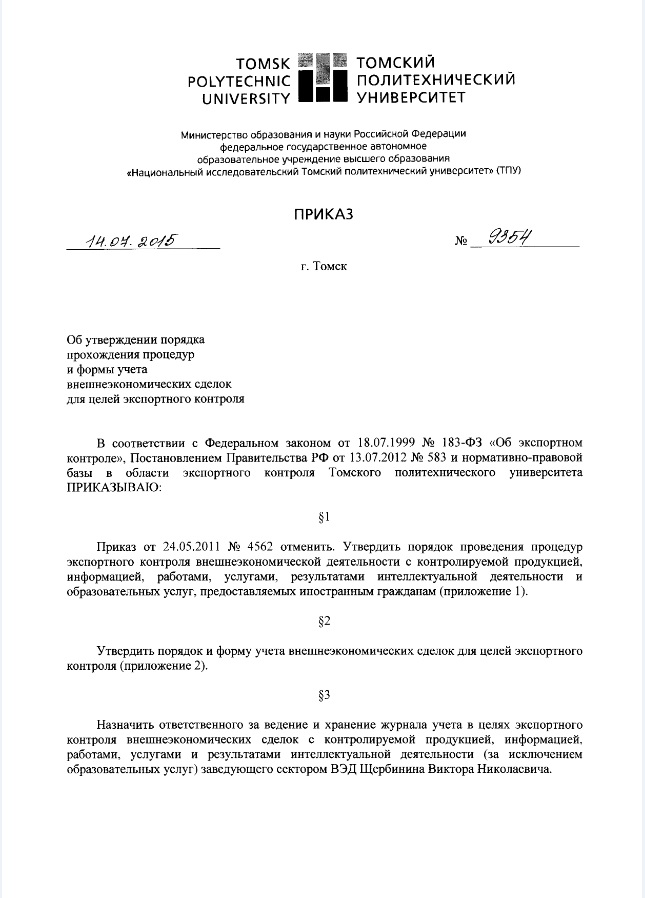 TOMSK
POLYTECHNIC
UNIVERSITY
ТОМСКИЙ
ПОЛИТЕХНИЧЕСКИЙ
УНИВЕРСИТЕТ
Министерство образования и науки Российской Федерации
федеральное государственное автономное
образовательное учреждение высшего образования
«Национальный исследовательский Томский политехнический университет» (ТПУ)
ПРИКАЗ
14.07.2015
№ 9354
г. Томск
Об утверждении порядка
прохождения процедур
и формы учета
внешнеэкономических сделок
для целей экспортного контроля
В соответствии с Федеральном законом от 18.07.1999 № 183-ФЗ «Об экспортном
контроле», Постановлением Правительства РФ от 13.07.2012 № 583 и нормативно-правовой
базы в области экспортного контроля Томского политехнического университета
ПРИКАЗЫВАЮ:
§1
Приказ от 24.05.2011 № 4562 отменить. Утвердить порядок проведения процедур
экспортного контроля внешнеэкономической деятельности с контролируемой продукцией,
информацией, работами, услугами, результатами интеллектуальной деятельности и
образовательных услуг, предоставляемых иностранным гражданам (приложение 1).
§2
Утвердить порядок и форму учета внешнеэкономических сделок для целей экспортного
контроля (приложение 2).
§3
Назначить ответственного за ведение и хранение журнала учета в целях экспортного
контроля внешнеэкономических сделок с контролируемой продукцией, информацией,
работами, услугами и результатами интеллектуальной деятельности (за исключением
образовательных услуг) заведующего сектором ВЭД Щербинина Виктора Николаевича.